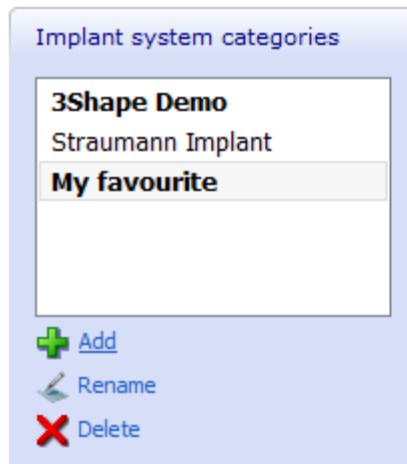 Implant system categories
3Shape Demo
Straumann Implant
My favourite
Add
Rename
Delete